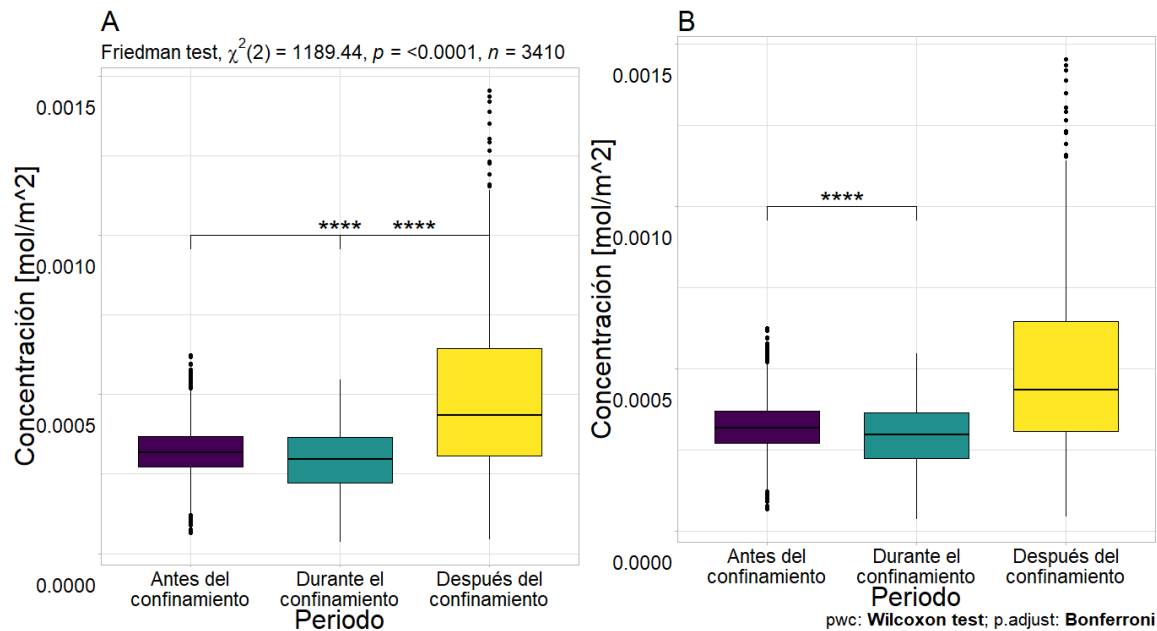 A
Friedman test, χ²(2) = 1189.44, p = <0.0001, n = 3410
Concentración [mol/m^2]
0.0015
0.0010
0.0005
0.0000
**** ****
Antes del
confinamiento
Durante el
confinamiento
Después del
confinamiento
Periodo
B
Concentración [mol/m^2]
0.0015
0.0010
0.0005
0.0000
****
Antes del
confinamiento
Durante el
confinamiento
Después del
confinamiento
Periodo
pwc: Wilcoxon test; p.adjust: Bonferroni